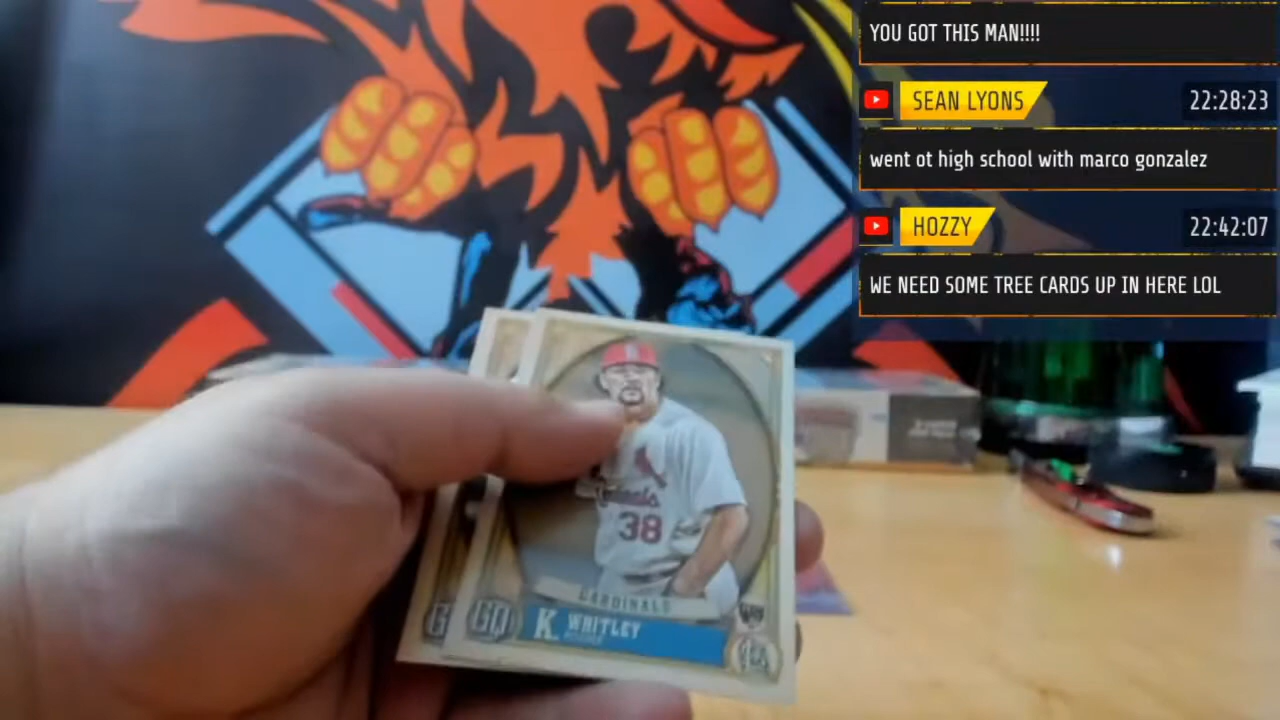 YOU GOT THIS MAN!!!!
SEAN LYONS
22:28:23
went ot high school with marco gonzalez
HOZZY
22:42:07
WE NEED SOME TREE CARDS UP IN HERE LOL
Cardinals
38
CARDINALS
GQ
K. WHITLEY
G